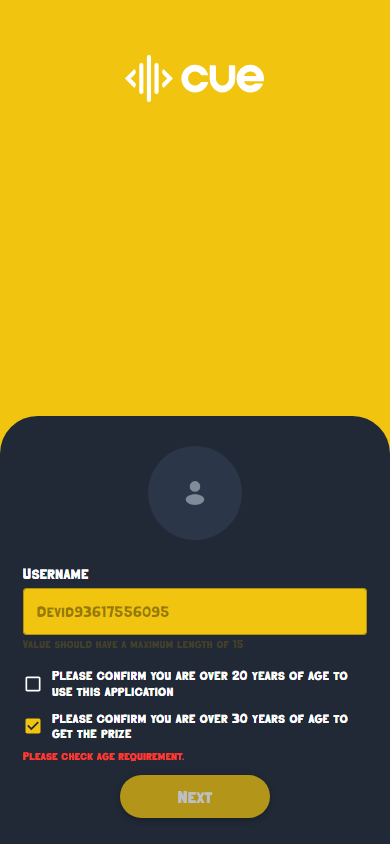 cue
Username
Devid93617556095
Value should have a maximum length of 15
Please confirm you are over 20 years of age to
use this application
Please confirm you are over 30 years of age to
get the prize
Please check age requirement.
Next